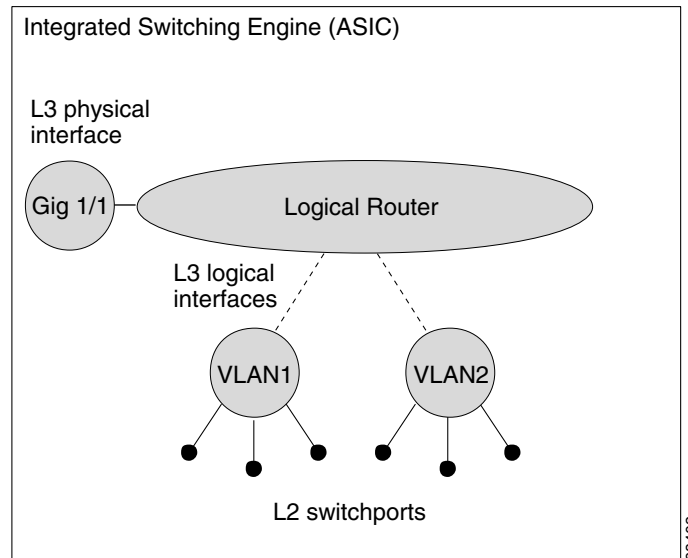 Integrated Switching Engine (ASIC)
L3 physical
interface
Gig 1/1
Logical Router
L3 logical
interfaces
VLAN1
VLAN2
L2 switchports